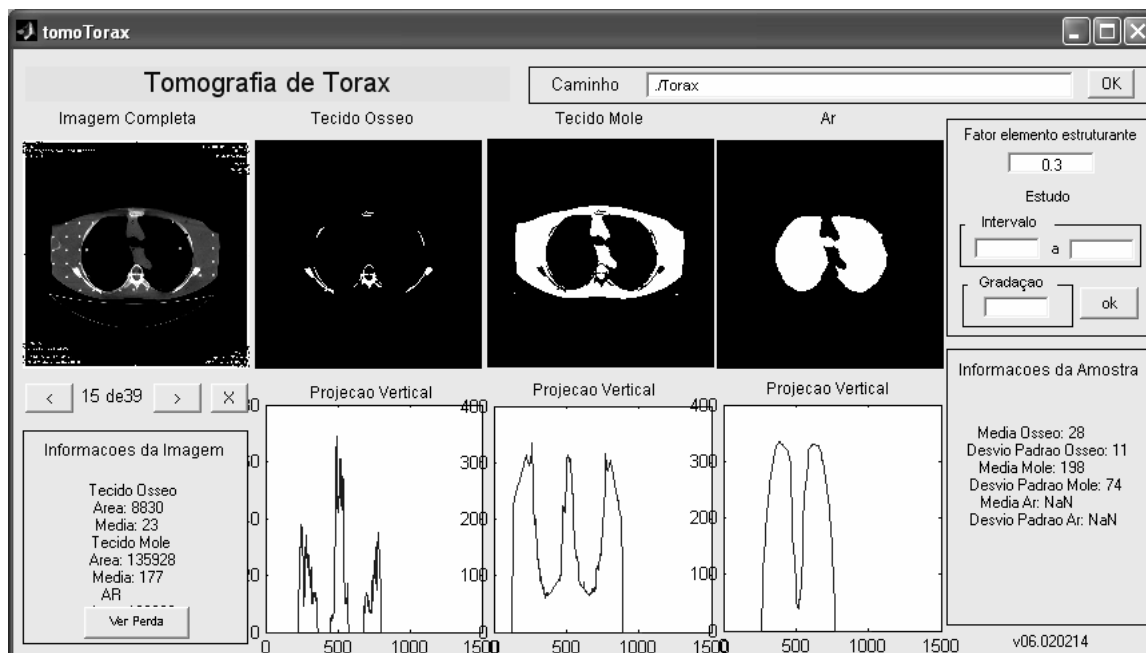 tomoTorax
Tomografia de Torax
Caminho
./Torax
OK
Imagem Completa
Tecido Osseo
Tecido Mole
Ar
Fator elemento estruturante
0.3
Estudo
Intervalo
a
Gradaçao
ok
<
15 de39
>
X
Projecao Vertical
Projecao Vertical
Projecao Vertical
Informacoes da Imagem
Tecido Osseo
Area: 8830
Media: 23
Tecido Mole
Area: 135928
Media: 177
AR
Ver Perda
80
60
40
20
0
500
1000
1500
400
300
200
100
0
500
1000
1500
400
300
200
100
0
500
1000
1500
Informacoes da Amostra
Media Osseo: 28
Desvio Padrao Osseo: 11
Media Mole: 198
Desvio Padrao Mole: 74
Media Ar: NaN
Desvio Padrao Ar: NaN
v06.020214